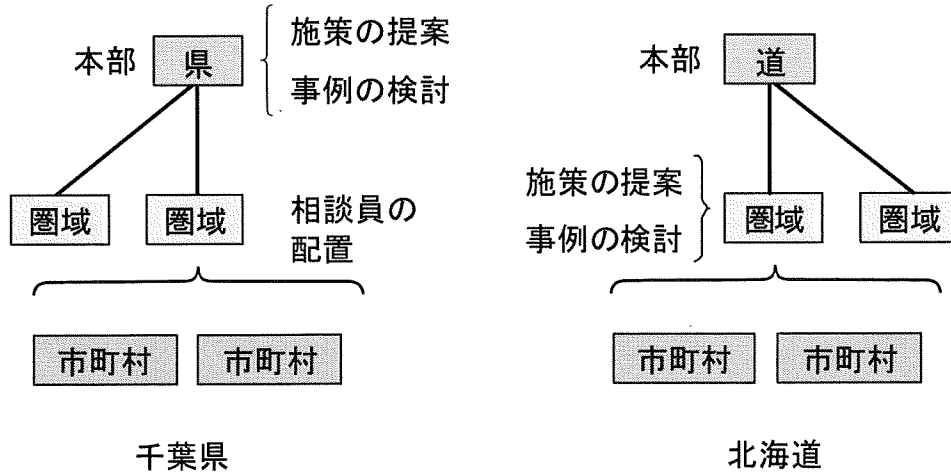 本部 県
施策の提案
事例の検討
圏域 圏域
相談員の
配置
市町村 市町村
千葉県
本部 道
施策の提案
事例の検討
圏域 圏域
市町村 市町村
北海道